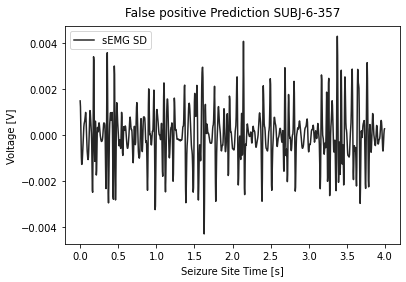 False positive Prediction SUBJ-6-357
sEMG SD
Voltage [V]
0.004
0.002
0.000
−0.002
−0.004
0.0 0.5 1.0 1.5 2.0 2.5 3.0 3.5 4.0
Seizure Site Time [s]